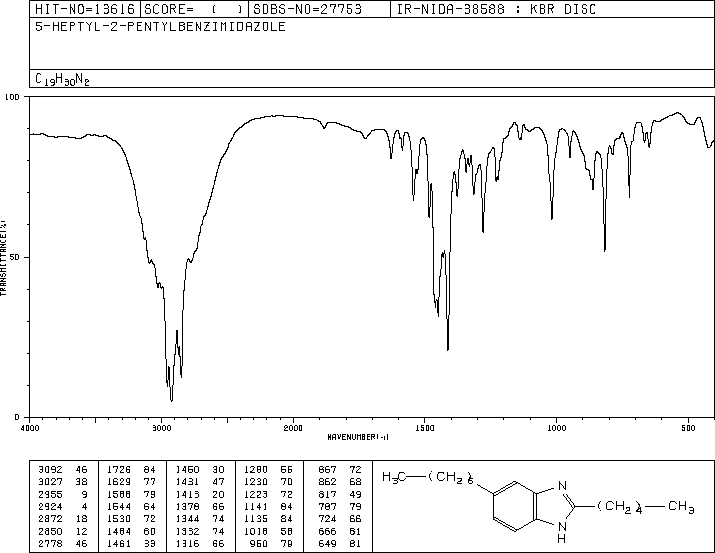 HIT-NO=13616 SCORE= ( ) SDBS-NO=27753 IR-NIDA-38588 : KBR DISC
5-HEPTYL-2-PENTYLBENZIMIDAZOLE
C19H30N2
100
TRANSMITTANCE(%)
50
0
4000 3000 2000 1500 1000 500
WAVENUMBER(-1)
3092 46 1726 84 1460 30 1280 55 867 72
3027 38 1629 77 1431 47 1230 70 862 68
2955 9 1588 79 1413 20 1223 72 817 49
2924 4 1544 64 1378 66 1141 84 787 79
2872 18 1530 72 1344 74 1135 84 724 66
2850 12 1484 60 1332 74 1018 58 666 81
2778 46 1461 33 1316 66 950 79 649 81
H3C (CH2)6
N
N
H
(CH2)4 CH3